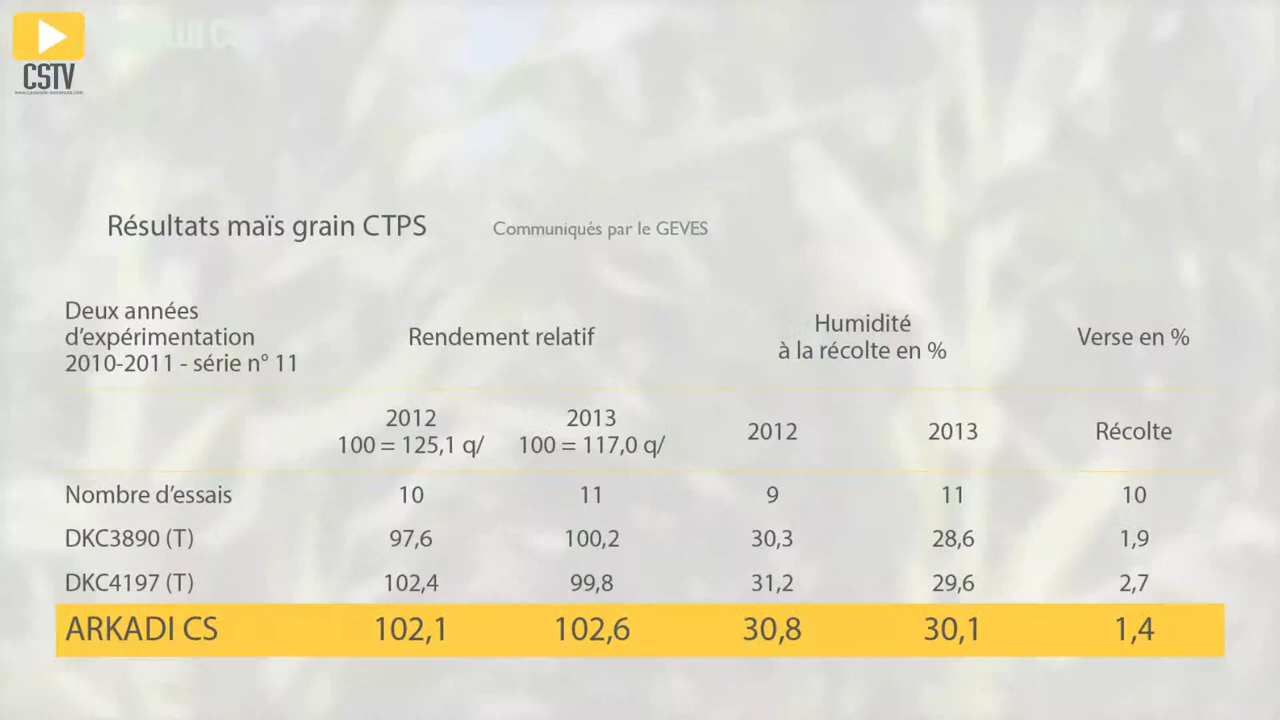 CSTV
Résultats maïs grain CTPS
Communiqués par le GEVES
Deux années
d'expérimentation
2010-2011 - série n° 11
Rendement relatif
Humidité
à la récolte en %
Verse en %
2012
100 = 125,1 q/
2013
100 = 117,0 q/
2012
2013
Récolte
Nombre d'essais 10 11 9 11 10
DKC3890 (T) 97,6 100,2 30,3 28,6 1,9
DKC4197 (T) 102,4 99,8 31,2 29,6 2,7
ARKADI CS 102,1 102,6 30,8 30,1 1,4